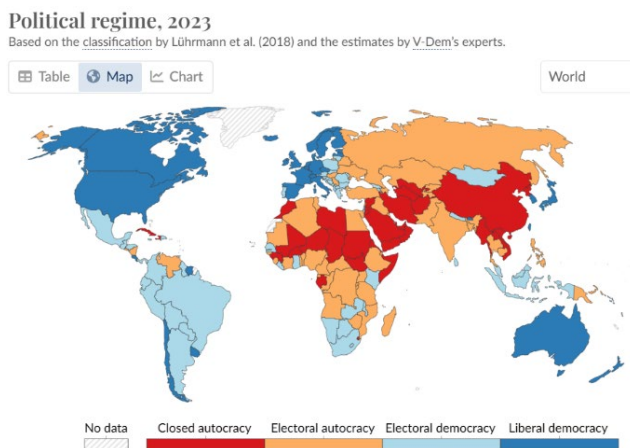 Political regime, 2023
Based on the classification by Lührmann et al. (2018) and the estimates by V-Dem's experts.
Table Map Chart World
No data Closed autocracy Electoral autocracy Electoral democracy Liberal democracy